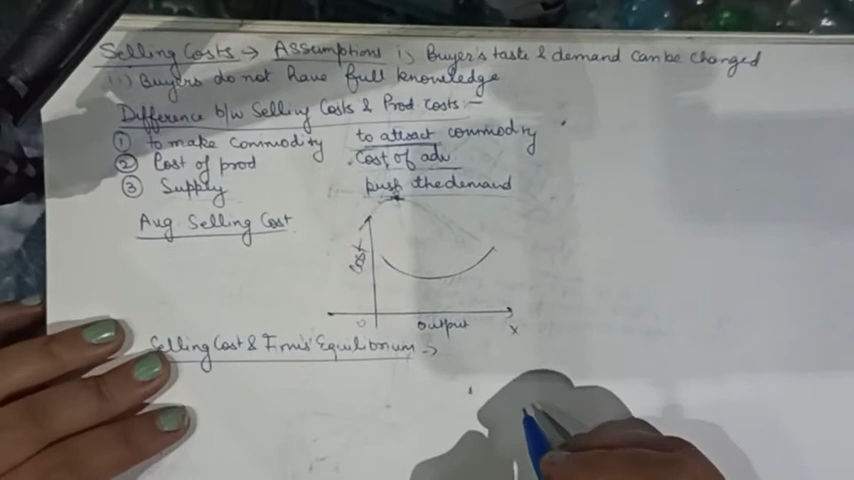 Selling Costs → Assumptions i) Buyer's taste & demand can be changed
ii) Buyers do not have full knowledge
Difference b/w Selling Costs & Prod Costs:-
① to make commodity to attract commodity
② Cost of prod Cost of adv
③ Supply push the demand
Avg Selling Cost
Cost
O output X
Selling Cost & Firms' Equilibrium →